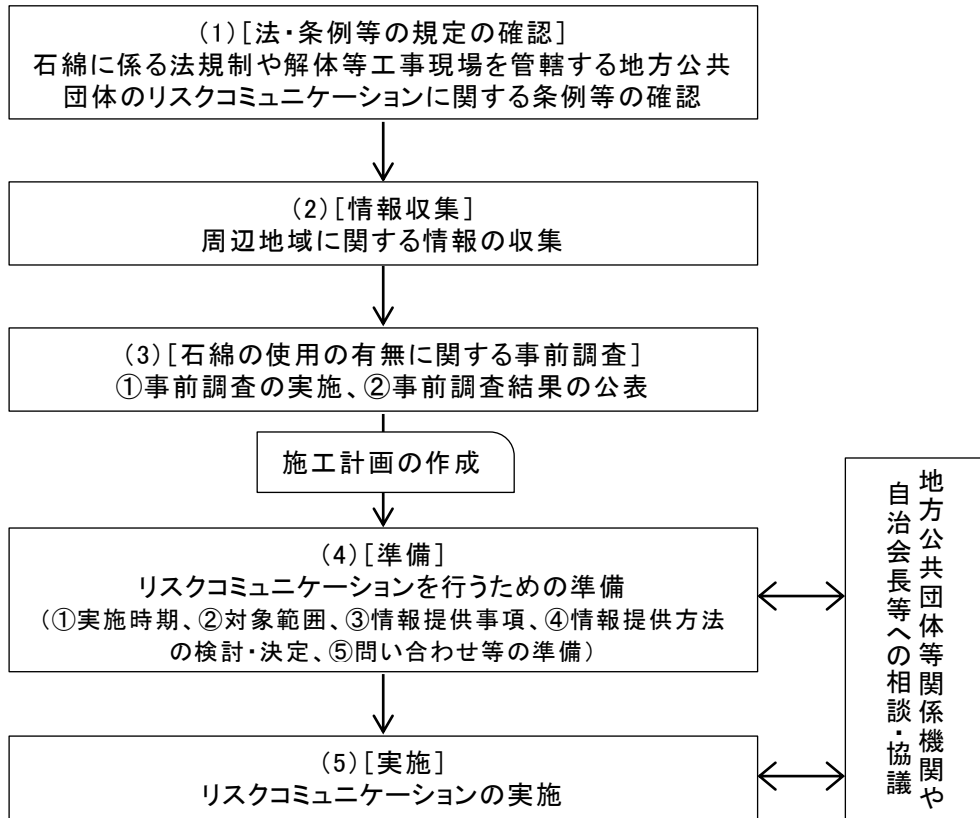 (1)[法・条例等の規定の確認]
石綿に係る法規制や解体等工事現場を管轄する地方公共
団体のリスクコミュニケーションに関する条例等の確認
(2)[情報収集]
周辺地域に関する情報の収集
(3)[石綿の使用の有無に関する事前調査]
①事前調査の実施、②事前調査結果の公表
施工計画の作成
(4)[準備]
リスクコミュニケーションを行うための準備
(①実施時期、②対象範囲、③情報提供事項、④情報提供方法
の検討・決定、⑤問い合わせ等の準備)
(5)[実施]
リスクコミュニケーションの実施
地方公共団体等関係機関や
自治会長等への相談・協議